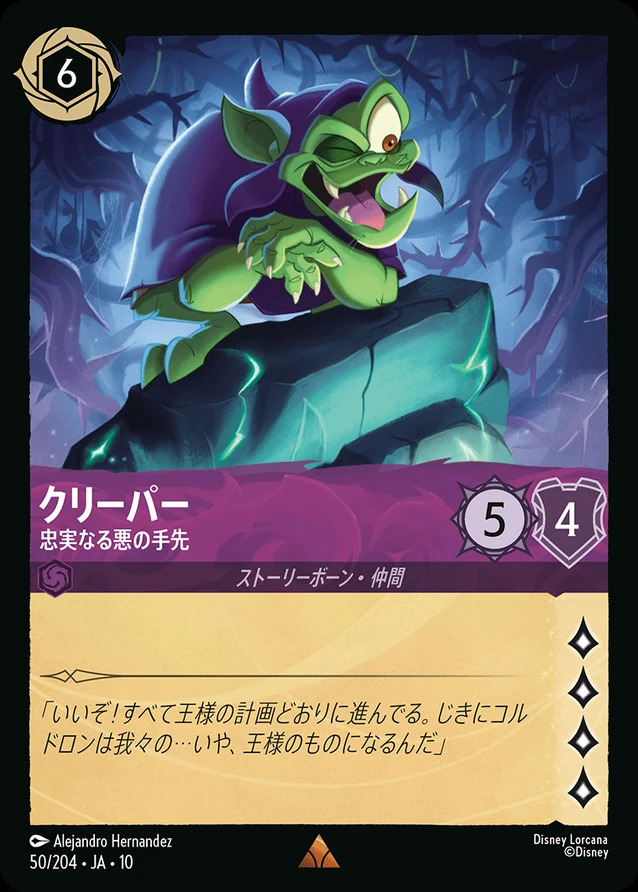 6
クリーパー
忠実なる悪の手先
5
4
ストーリーボーン・仲間
「いいぞ!すべて王様の計画どおりに進んでる。じきにコル
ドロンは我々の…いや、王様のものになるんだ」
Alejandro Hernandez
50/204・JA・10
Disney Lorcana
©Disney